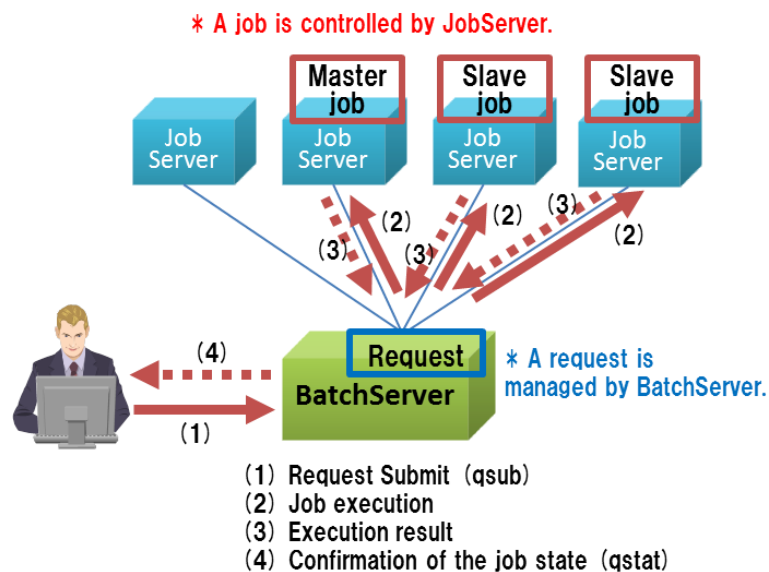 * A job is controlled by JobServer.
Master
job
Slave
job
Slave
job
Job
Server
Job
Server
Job
Server
Job
Server
(3)
(2)
(3)
(2)
(3)
(2)
(4)
(1)
Request
BatchServer
* A request is
managed by BatchServer.
(1) Request Submit (qsub)
(2) Job execution
(3) Execution result
(4) Confirmation of the job state (qstat)